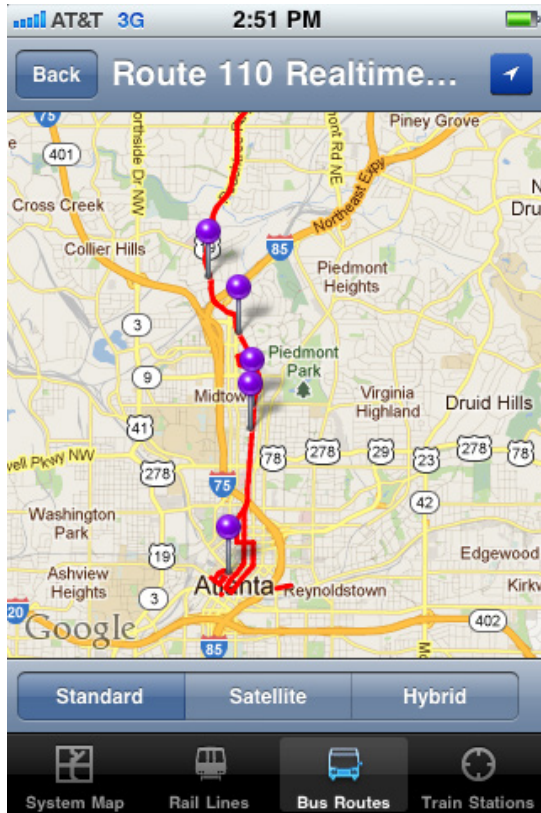 AT&T 3G 2:51 PM
Back Route 110 Realtime...
75
Piney Grove
401
Cross Creek
Collier Hills
85
Northeast Expy
Piedmont
Heights
3
Piedmont
Park
9
Midtow
Virginia
Highland
Druid Hills
41
78
278
29
23
278
78
278
75
42
Washington
Park
19
Edgewood
Ashview
Heights
3
Atlanta
Reynoldstown
Kirkw
20
Google
402
85
Standard Satellite Hybrid
System Map Rail Lines Bus Routes Train Stations